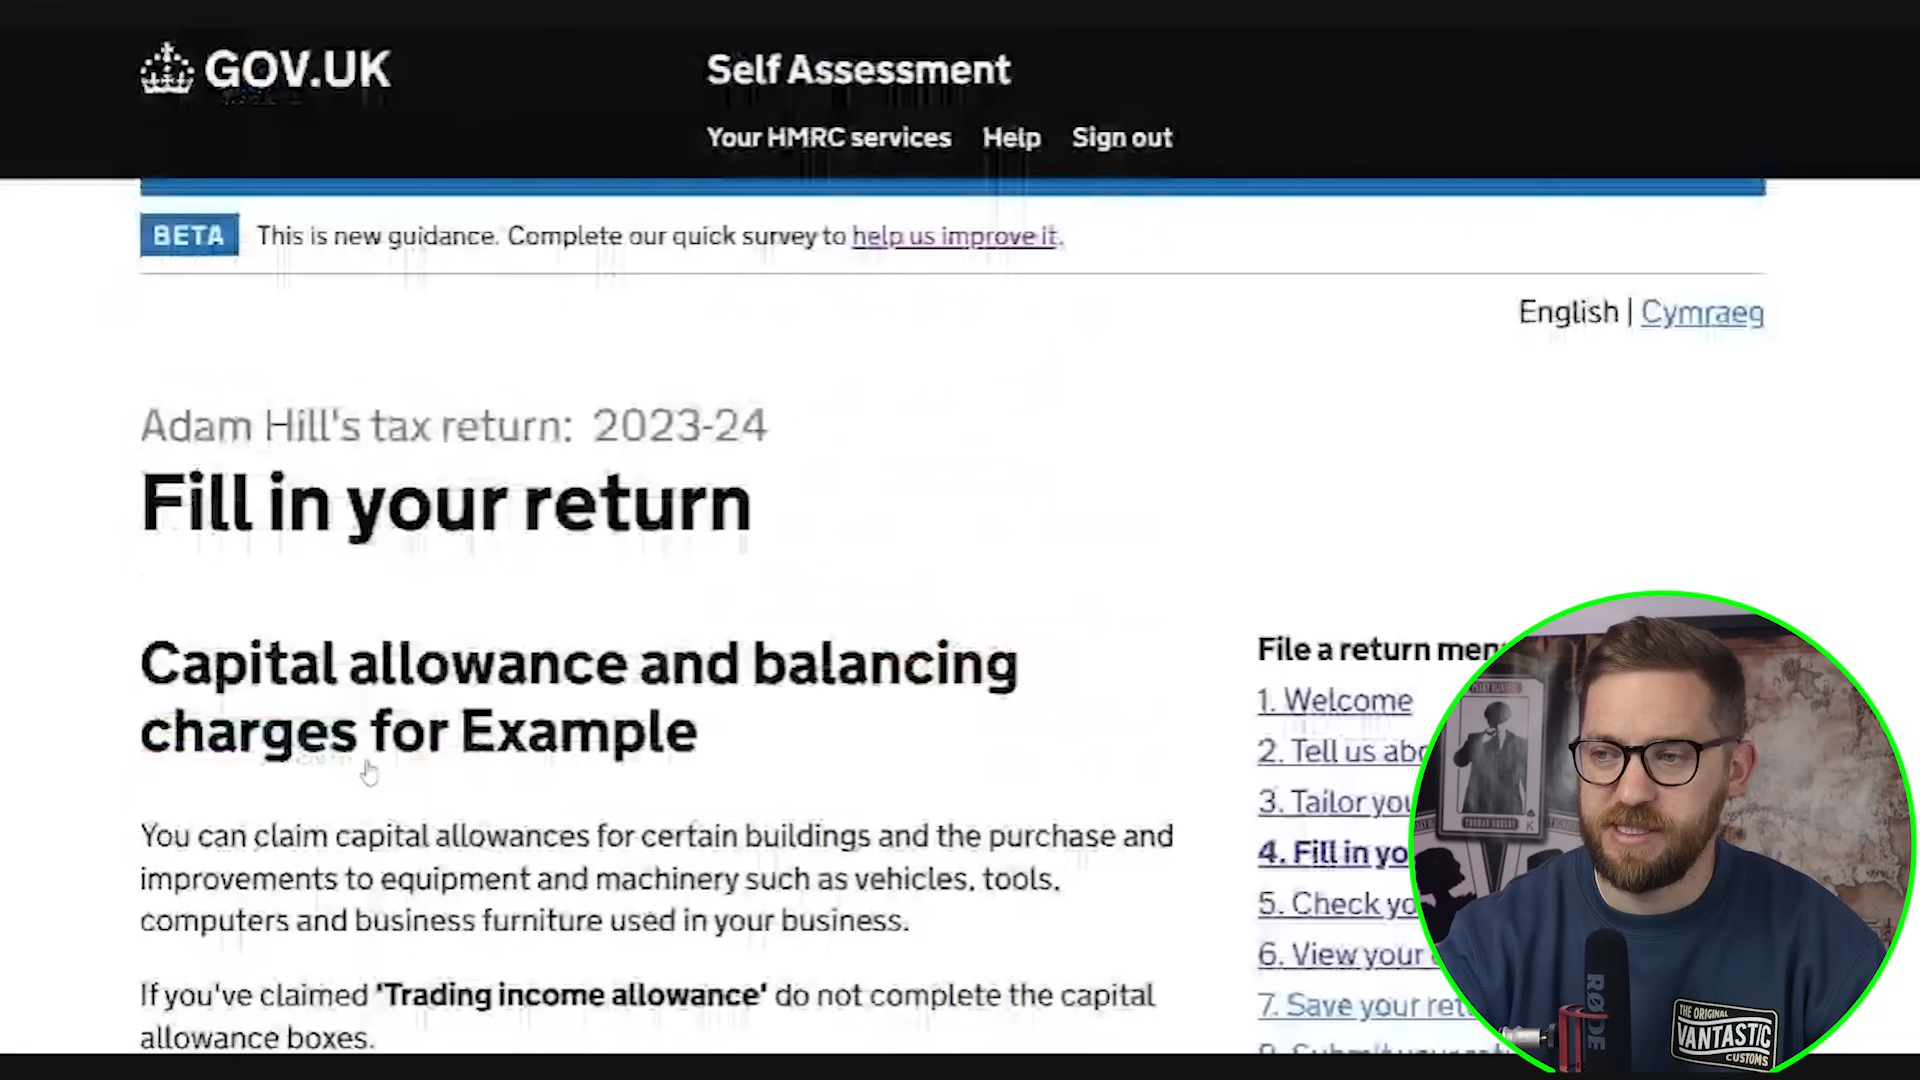 GOV.UK
Self Assessment
Your HMRC services Help Sign out
BETA This is new guidance. Complete our quick survey to help us improve it.
English | Cymraeg
Adam Hill's tax return: 2023-24
Fill in your return
Capital allowance and balancing
charges for Example
You can claim capital allowances for certain buildings and the purchase and
improvements to equipment and machinery such as vehicles, tools,
computers and business furniture used in your business.
If you've claimed 'Trading income allowance' do not complete the capital
allowance boxes.
File a return
1. Welcome
2. Tell us
3. Tailor
4. Fill in
5. Check
6. View your
7. Save your
RØDE
THE ORIGINAL
VANTASTIC
CUSTOMS